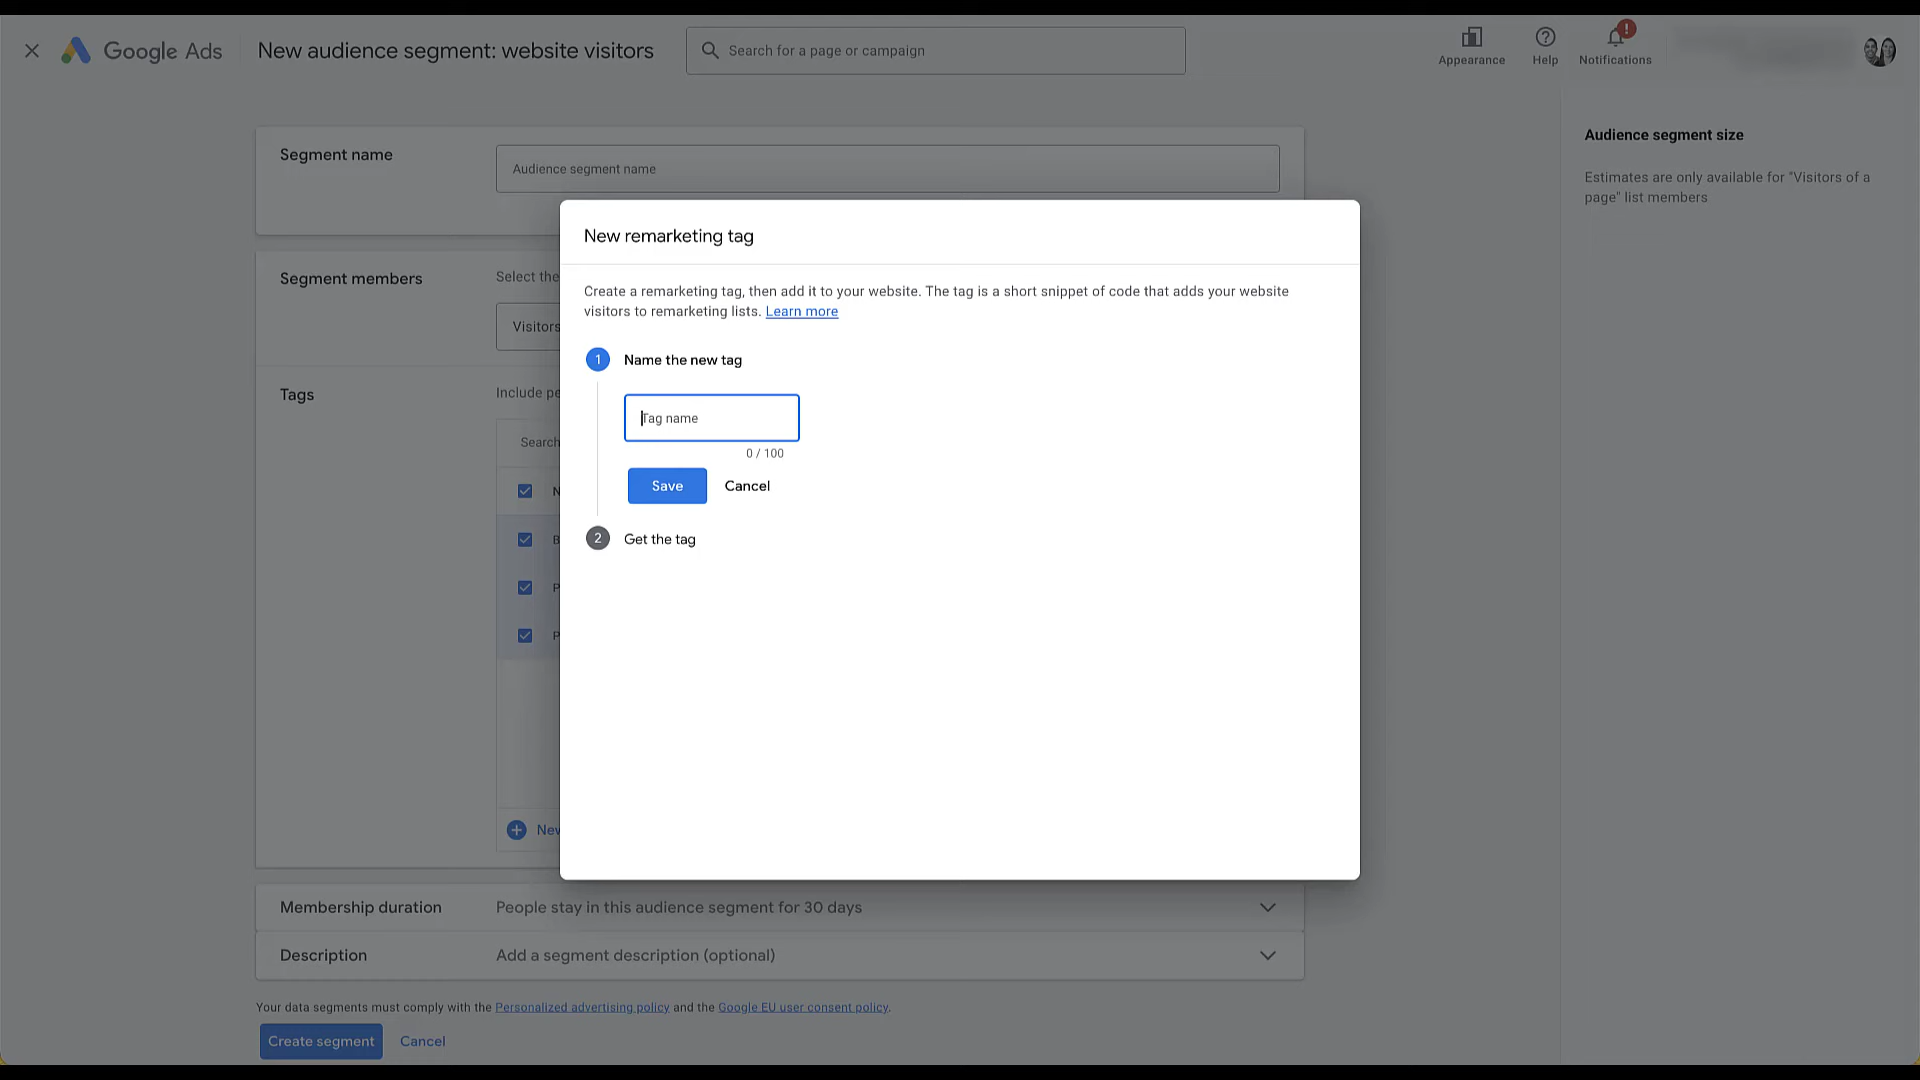 Google Ads
New audience segment: website visitors
Search for a page or campaign
Appearance
Help
!
Notifications
Segment name
Audience segment name
Audience segment size
Estimates are only available for "Visitors of a
page" list members
Segment members
Select the
Visitors
Tags
Include pe
Search
N
B
P
P
New
New remarketing tag
Create a remarketing tag, then add it to your website. The tag is a short snippet of code that adds your website
visitors to remarketing lists. Learn more
1 Name the new tag
Tag name
0 / 100
Save Cancel
2 Get the tag
Membership duration People stay in this audience segment for 30 days
Description Add a segment description (optional)
Your data segments must comply with the Personalized advertising policy and the Google EU user consent policy.
Create segment Cancel